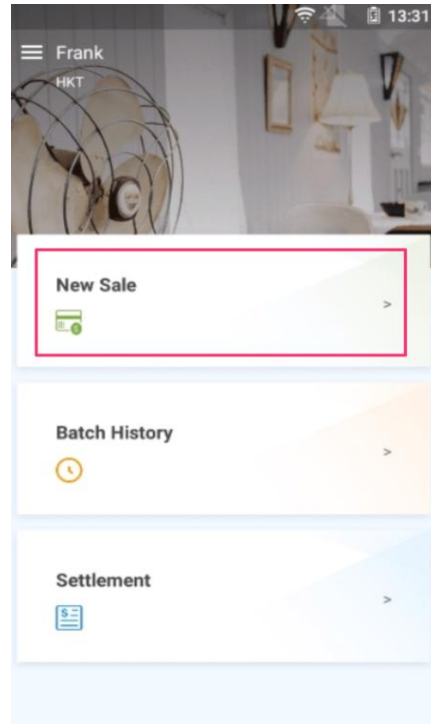 13:31
Frank
HKT
New Sale
>
Batch History
>
Settlement
>